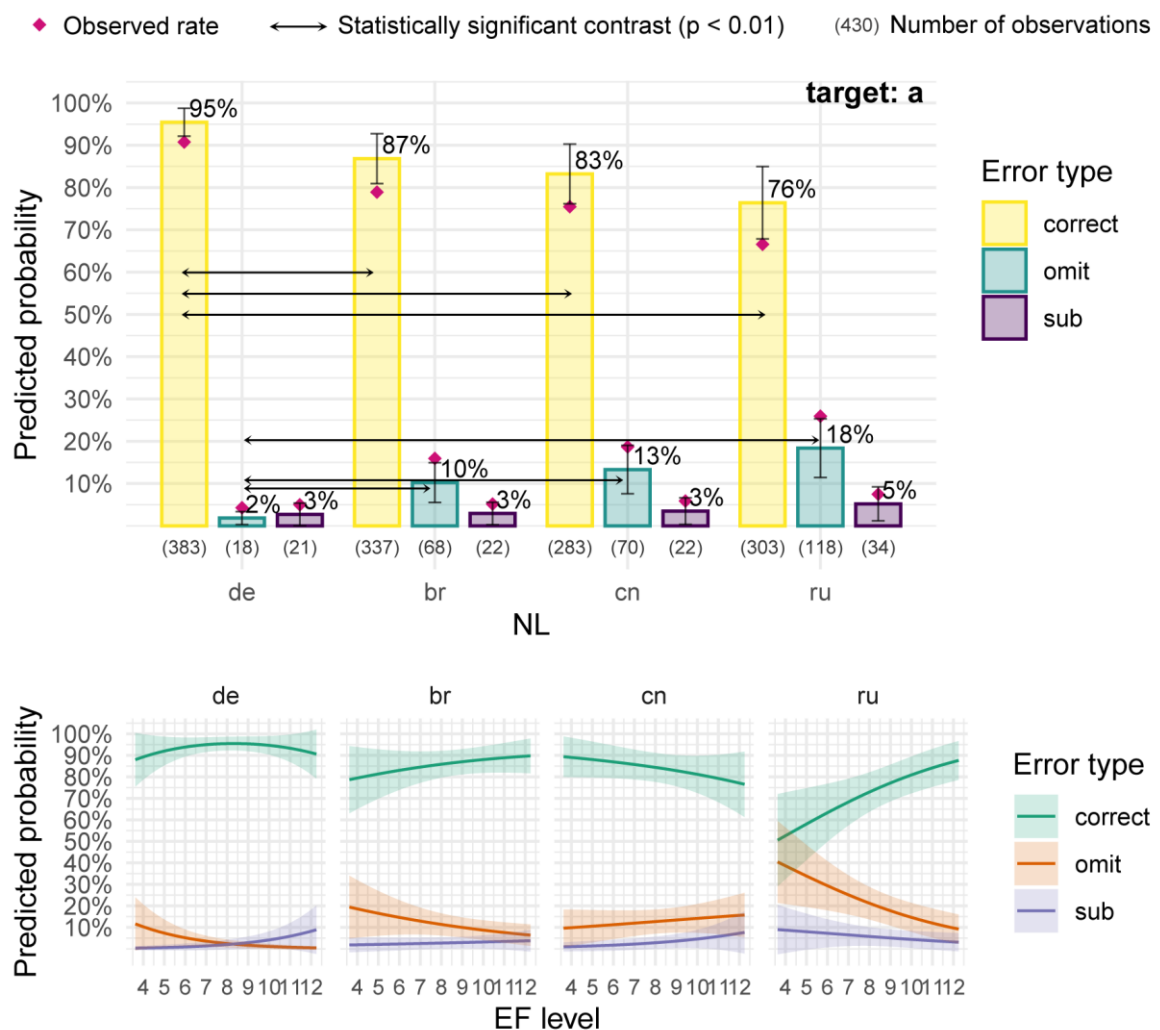 Observed rate Statistically significant contrast (p < 0.01) (430) Number of observations
target: a
100%
90%
80%
70%
60%
50%
40%
30%
20%
10%
Predicted probability
95%
87%
83%
76%
2% 3% 10% 3% 13% 3% 18% 5%
(383) (18) (21) (337) (68) (22) (283) (70) (22) (303) (118) (34)
de br cn ru
NL
Error type
correct
omit
sub
de br cn ru
100%
90%
80%
70%
60%
50%
40%
30%
20%
10%
Predicted probability
4 5 6 7 8 9 10 11 12 4 5 6 7 8 9 10 11 12 4 5 6 7 8 9 10 11 12 4 5 6 7 8 9 10 11 12
EF level
Error type
correct
omit
sub